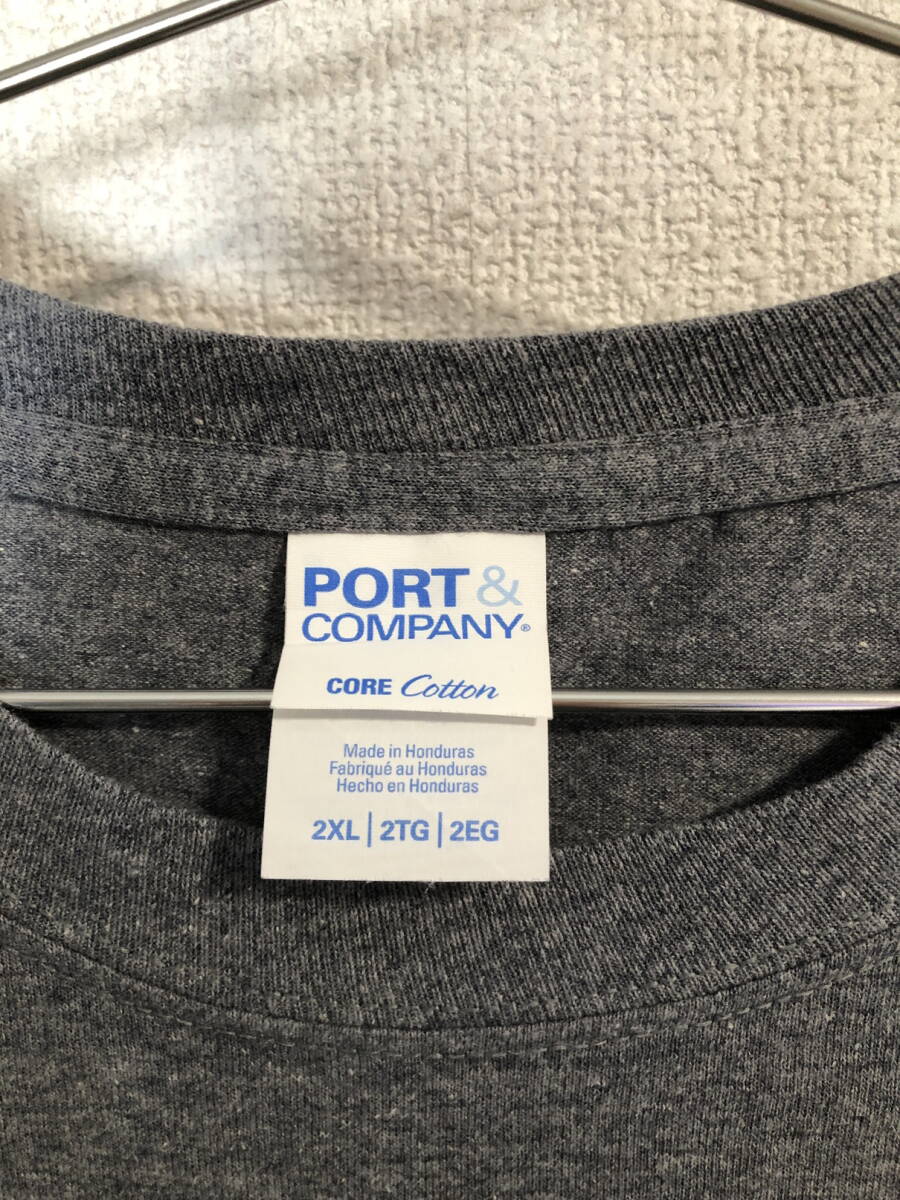 PORT &
COMPANY®
CORE Cotton
Made in Honduras
Fabriqué au Honduras
Hecho en Honduras
2XL | 2TG | 2EG